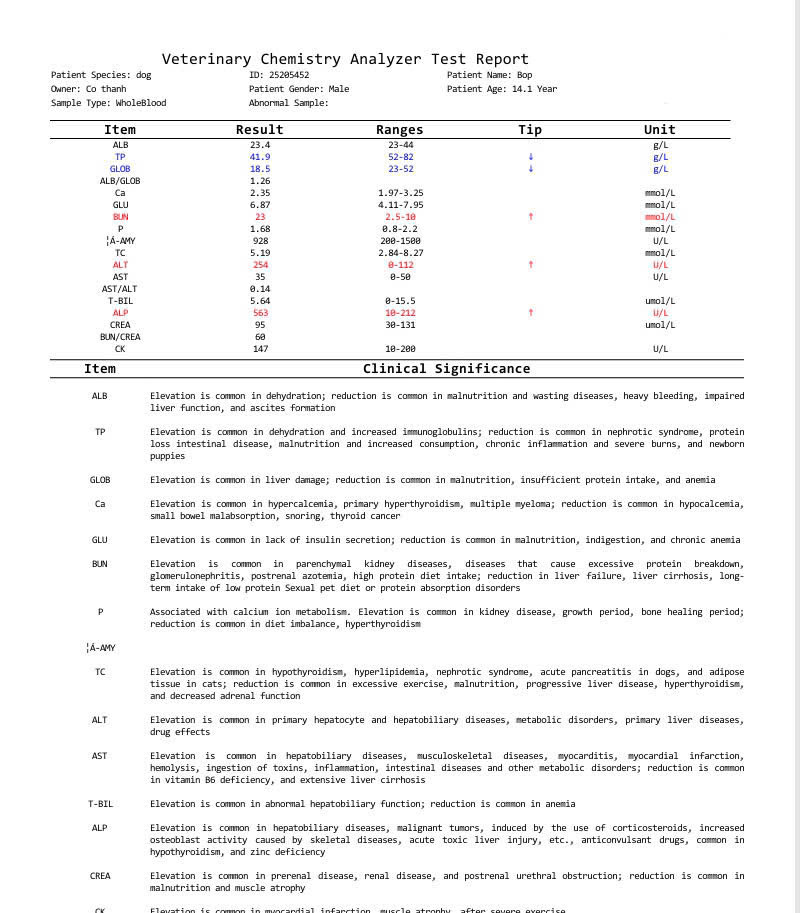 Veterinary Chemistry Analyzer Test Report
Patient Species: dog ID: 25205452 Patient Name: Bop
Owner: Co thanh Patient Gender: Male Patient Age: 14.1 Year
Sample Type: WholeBlood Abnormal Sample:
Item Result Ranges Tip Unit
ALB 23.4 23-44 g/L
TP 41.9 52-82 ↓ g/L
GLOB 18.5 23-52 ↓ g/L
ALB/GLOB 1.26
Ca 2.35 1.97-3.25 mmol/L
GLU 6.87 4.11-7.95 mmol/L
BUN 23 2.5-10 ↑ mmol/L
P 1.68 0.8-2.2 mmol/L
¦Á-AMY 928 200-1500 U/L
TC 5.19 2.84-8.27 mmol/L
ALT 254 0-112 ↑ U/L
AST 35 0-50 U/L
AST/ALT 0.14
T-BIL 5.64 0-15.5 umol/L
ALP 563 10-212 ↑ U/L
CREA 95 30-131 umol/L
BUN/CREA 60
CK 147 10-200 U/L
Item Clinical Significance
ALB Elevation is common in dehydration; reduction is common in malnutrition and wasting diseases, heavy bleeding, impaired
liver function, and ascites formation
TP Elevation is common in dehydration and increased immunoglobulins; reduction is common in nephrotic syndrome, protein
loss intestinal disease, malnutrition and increased consumption, chronic inflammation and severe burns, and newborn
puppies
GLOB Elevation is common in liver damage; reduction is common in malnutrition, insufficient protein intake, and anemia
Ca Elevation is common in hypercalcemia, primary hyperthyroidism, multiple myeloma; reduction is common in hypocalcemia,
small bowel malabsorption, snoring, thyroid cancer
GLU Elevation is common in lack of insulin secretion; reduction is common in malnutrition, indigestion, and chronic anemia
BUN Elevation is common in parenchymal kidney diseases, diseases that cause excessive protein breakdown,
glomerulonephritis, postrenal azotemia, high protein diet intake; reduction in liver failure, liver cirrhosis, long-
term intake of low protein Sexual pet diet or protein absorption disorders
P Associated with calcium ion metabolism. Elevation is common in kidney disease, growth period, bone healing period;
reduction is common in diet imbalance, hyperthyroidism
¦Á-AMY
TC Elevation is common in hypothyroidism, hyperlipidemia, nephrotic syndrome, acute pancreatitis in dogs, and adipose
tissue in cats; reduction is common in excessive exercise, malnutrition, progressive liver disease, hyperthyroidism,
and decreased adrenal function
ALT Elevation is common in primary hepatocyte and hepatobiliary diseases, metabolic disorders, primary liver diseases,
drug effects
AST Elevation is common in hepatobiliary diseases, musculoskeletal diseases, myocarditis, myocardial infarction,
hemolysis, ingestion of toxins, inflammation, intestinal diseases and other metabolic disorders; reduction is common
in vitamin B6 deficiency, and extensive liver cirrhosis
T-BIL Elevation is common in abnormal hepatobiliary function; reduction is common in anemia
ALP Elevation is common in hepatobiliary diseases, malignant tumors, induced by the use of corticosteroids, increased
osteoblast activity caused by skeletal diseases, acute toxic liver injury, etc., anticonvulsant drugs, common in
hypothyroidism, and zinc deficiency
CREA Elevation is common in prerenal disease, renal disease, and postrenal urethral obstruction; reduction is common in
malnutrition and muscle atrophy
CK Elevation is common in myocardial infarction, muscle atrophy, after severe exercise